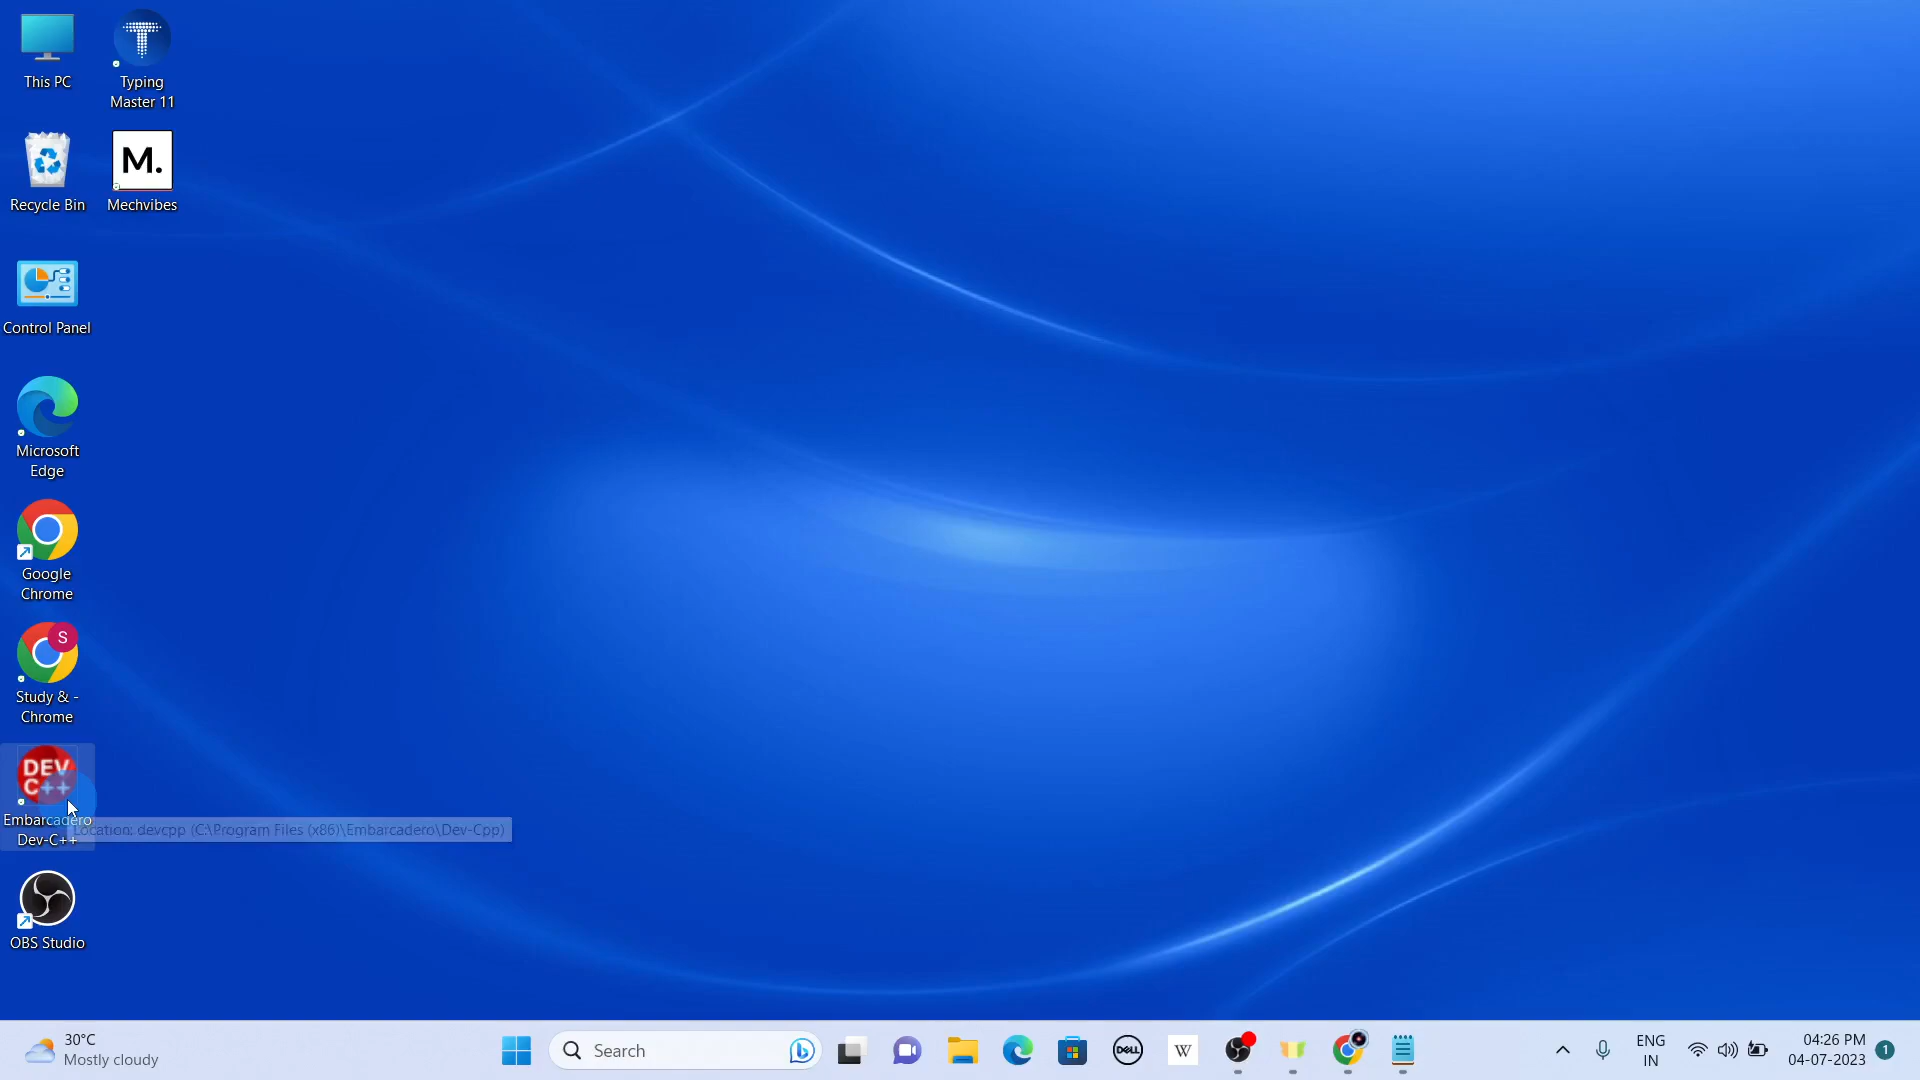 This PC
Typing
Master 11
Recycle Bin
M.
Mechvibes
Control Panel
Microsoft
Edge
Google
Chrome
S
Study & -
Chrome
DEV
C++
Embarcadero
Dev-C++
Location: devcpp (C:\Program Files (x86)\Embarcadero\Dev-Cpp)
OBS Studio
30°C
Mostly cloudy
Search
DELL
W
ENG
IN
04:26 PM
04-07-2023
1